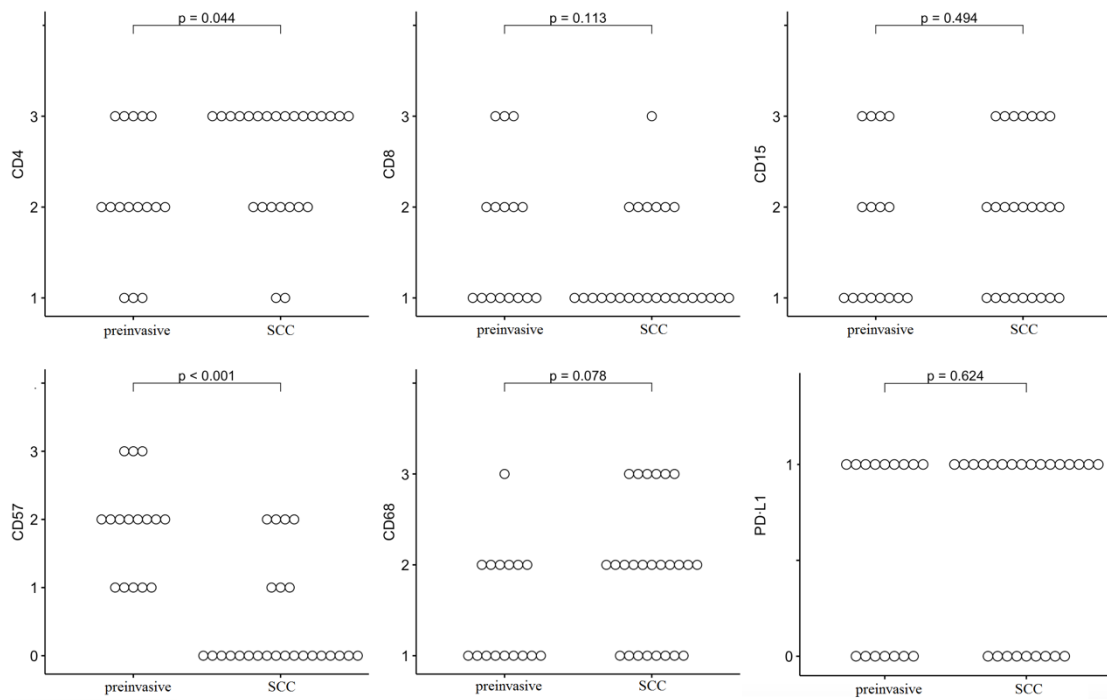 p = 0.044
CD4
3
2
1
preinvasive SCC
p = 0.113
CD8
3
2
1
preinvasive SCC
p = 0.494
CD15
3
2
1
preinvasive SCC
p < 0.001
CD57
3
2
1
0
preinvasive SCC
p = 0.078
CD68
3
2
1
preinvasive SCC
p = 0.624
PD-L1
1
0
preinvasive SCC